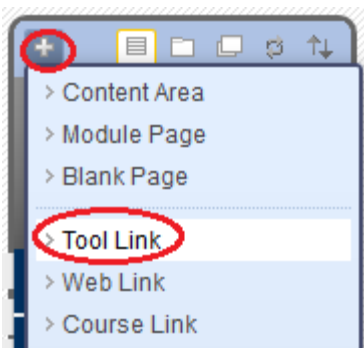 > Content Area
> Module Page
> Blank Page
> Tool Link
> Web Link
> Course Link